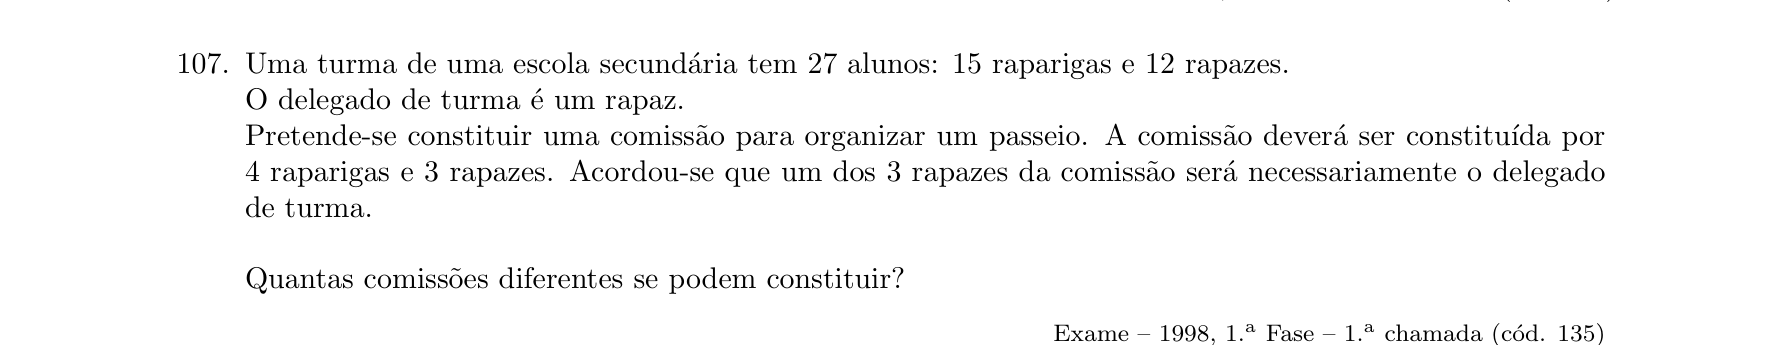 107. Uma turma de uma escola secundária tem 27 alunos: 15 raparigas e 12 rapazes.
O delegado de turma é um rapaz.
Pretende-se constituir uma comissão para organizar um passeio. A comissão deverá ser constituída por
4 raparigas e 3 rapazes. Acordou-se que um dos 3 rapazes da comissão será necessariamente o delegado
de turma.
Quantas comissões diferentes se podem constituir?
Exame – 1998, 1.ª Fase – 1.ª chamada (cód. 135)